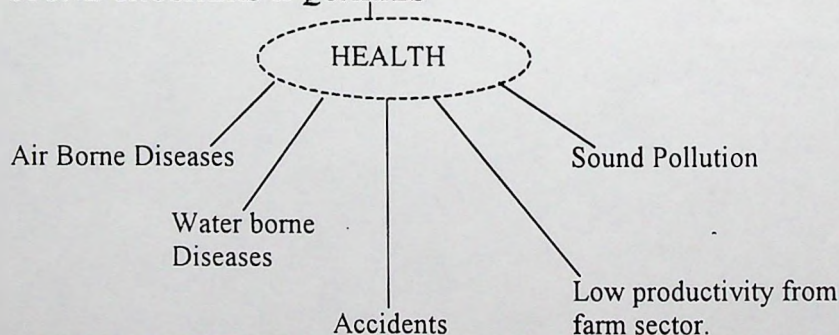 HEALTH
Air Borne Diseases
Sound Pollution
Water borne
Diseases
Low productivity from
farm sector.
Accidents